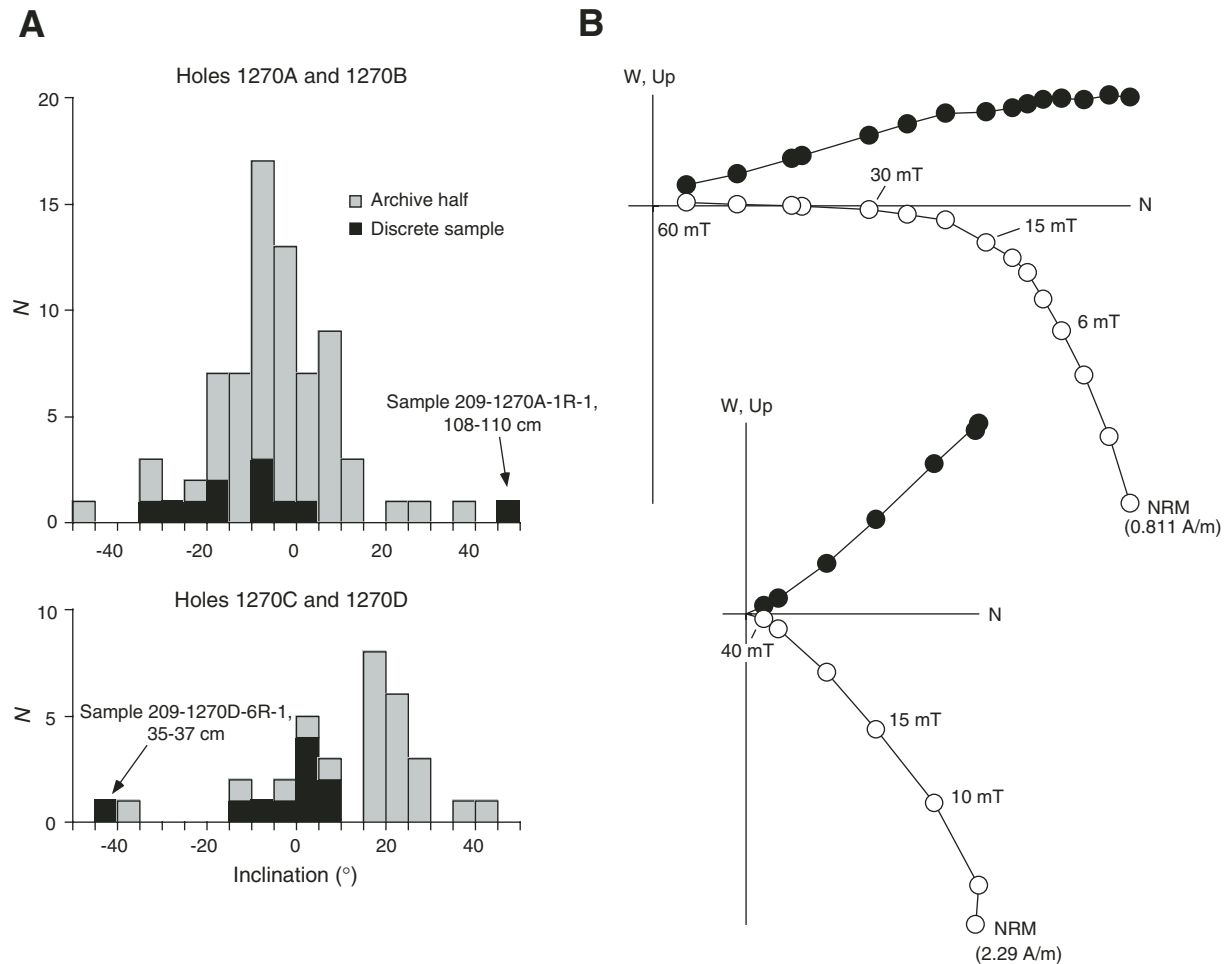 A
Holes 1270A and 1270B
20
15
10
5
0
N
Archive half
Discrete sample
Sample 209-1270A-1R-1,
108-110 cm
-40
-20
0
20
40
Holes 1270C and 1270D
10
5
0
N
Sample 209-1270D-6R-1,
35-37 cm
-40
-20
0
20
40
Inclination (°)
B
W, Up
30 mT
N
60 mT
15 mT
6 mT
NRM
(0.811 A/m)
W, Up
N
40 mT
15 mT
10 mT
NRM
(2.29 A/m)